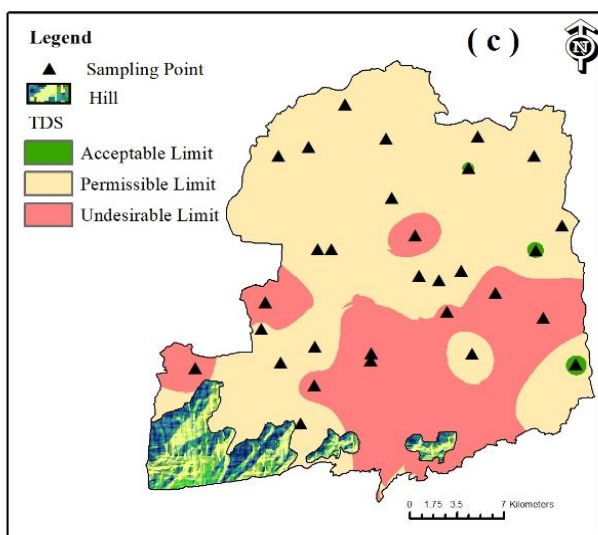 Legend
( c )
N
Sampling Point
Hill
TDS
Acceptable Limit
Permissible Limit
Undesirable Limit
0 1.75 3.5 7 Kilometers